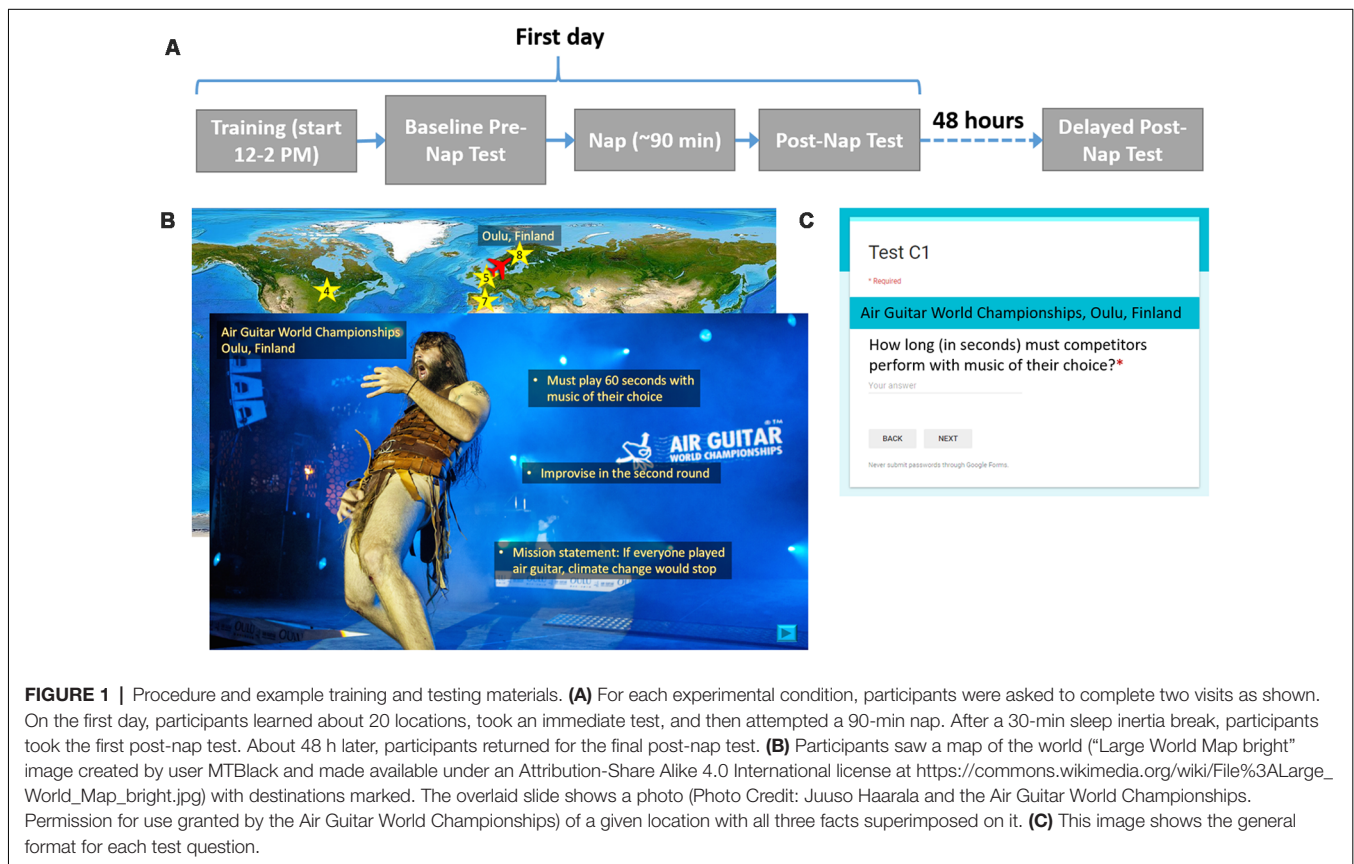 A
First day
Training (start
12-2 PM)
Baseline Pre-
Nap Test
Nap (~90 min)
Post-Nap Test
48 hours
Delayed Post-
Nap Test
B
Oulu, Finland
8
5
4
7
Air Guitar World Championships
Oulu, Finland
• Must play 60 seconds with
music of their choice
AIR GUITAR ®™
WORLD CHAMPIONSHIPS
• Improvise in the second round
• Mission statement: If everyone played
air guitar, climate change would stop
OULU
C
Test C1
* Required
Air Guitar World Championships, Oulu, Finland
How long (in seconds) must competitors
perform with music of their choice?*
Your answer
BACK
NEXT
Never submit passwords through Google Forms.
FIGURE 1 | Procedure and example training and testing materials. (A) For each experimental condition, participants were asked to complete two visits as shown.
On the first day, participants learned about 20 locations, took an immediate test, and then attempted a 90-min nap. After a 30-min sleep inertia break, participants
took the first post-nap test. About 48 h later, participants returned for the final post-nap test. (B) Participants saw a map of the world (“Large World Map bright”
image created by user MTBlack and made available under an Attribution-Share Alike 4.0 International license at https://commons.wikimedia.org/wiki/File%3ALarge_
World_Map_bright.jpg) with destinations marked. The overlaid slide shows a photo (Photo Credit: Juuso Haarala and the Air Guitar World Championships.
Permission for use granted by the Air Guitar World Championships) of a given location with all three facts superimposed on it. (C) This image shows the general
format for each test question.